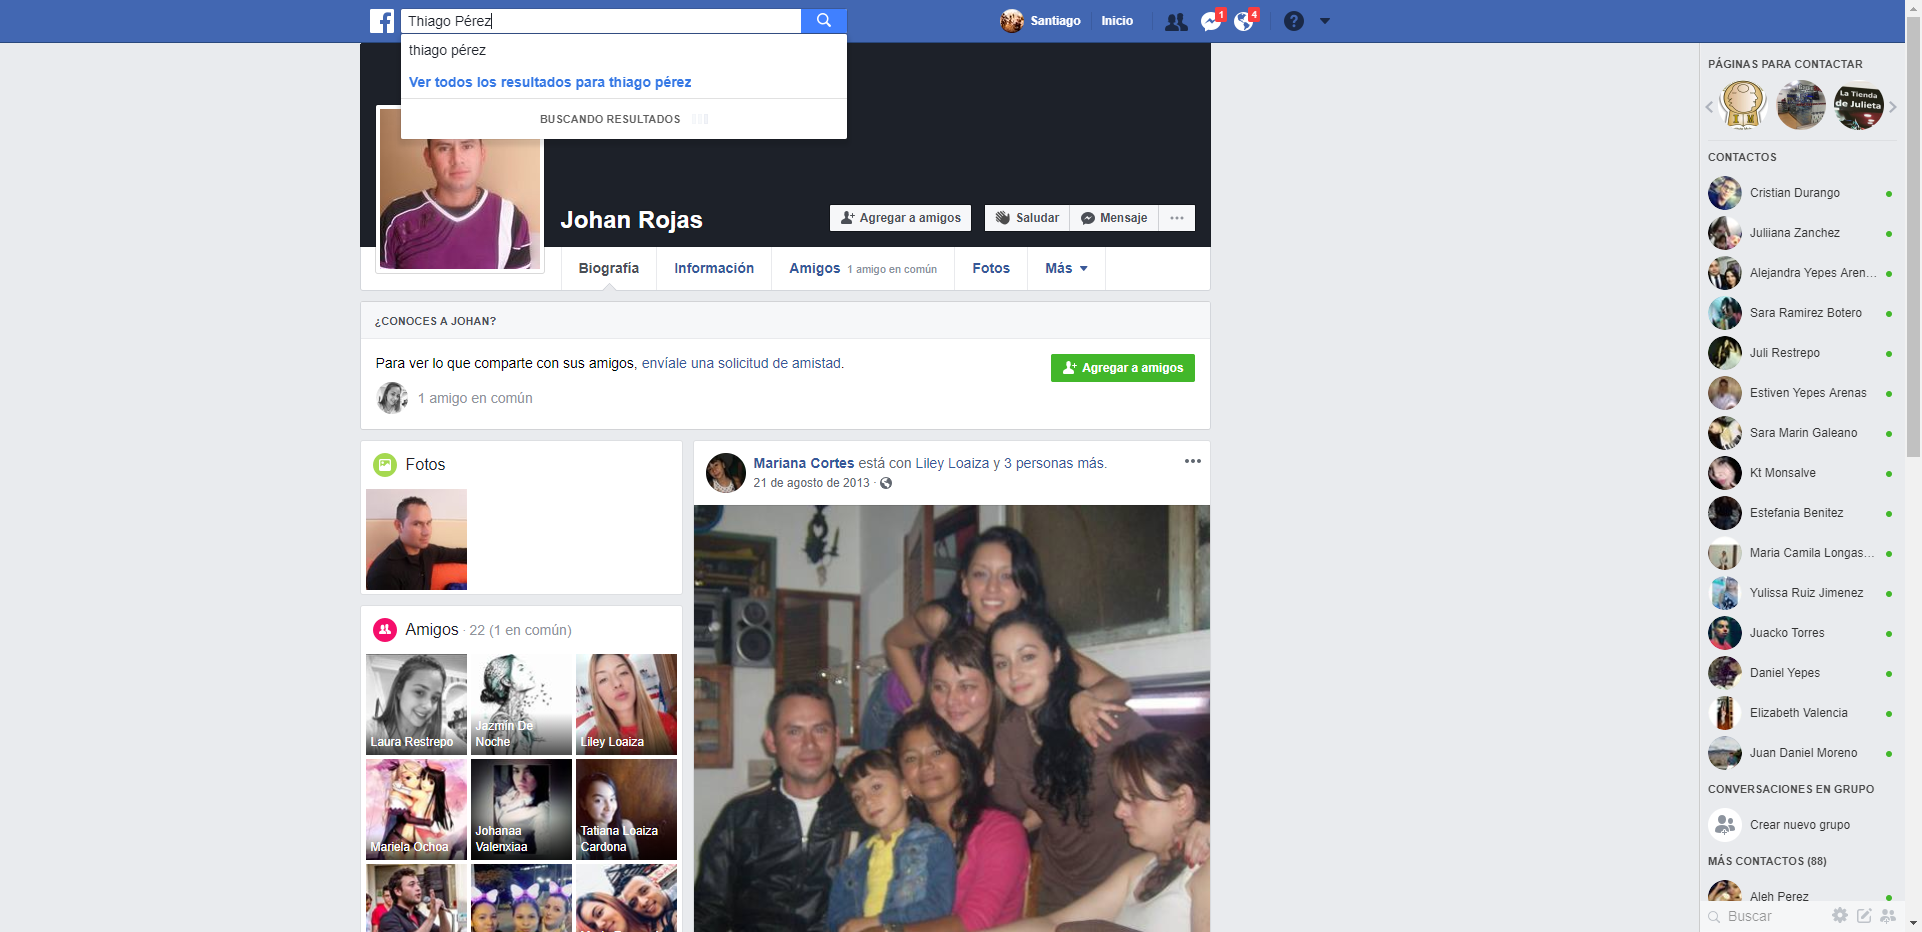 Thiago Pérez
Santiago
Inicio
1
4
thiago pérez
Ver todos los resultados para thiago pérez
BUSCANDO RESULTADOS
Johan Rojas
Agregar a amigos
Saludar
Mensaje
Biografía
Información
Amigos 1 amigo en común
Fotos
Más
¿CONOCES A JOHAN?
Para ver lo que comparte con sus amigos, envíale una solicitud de amistad.
Agregar a amigos
1 amigo en común
Fotos
Amigos · 22 (1 en común)
Laura Restrepo
Jazmín De
Noche
Liley Loaiza
Mariela Ochoa
Johanaa
Valenxiaa
Tatiana Loaiza
Cardona
Mariana Cortes está con Liley Loaiza y 3 personas más.
21 de agosto de 2013 ·
PÁGINAS PARA CONTACTAR
I M
La Tienda
de Julieta
CONTACTOS
Cristian Durango
Juliiana Zanchez
Alejandra Yepes Aren...
Sara Ramirez Botero
Juli Restrepo
Estiven Yepes Arenas
Sara Marin Galeano
Kt Monsalve
Estefania Benitez
Maria Camila Longas...
Yulissa Ruiz Jimenez
Juacko Torres
Daniel Yepes
Elizabeth Valencia
Juan Daniel Moreno
CONVERSACIONES EN GRUPO
Crear nuevo grupo
MÁS CONTACTOS (88)
Aleh Perez
Buscar